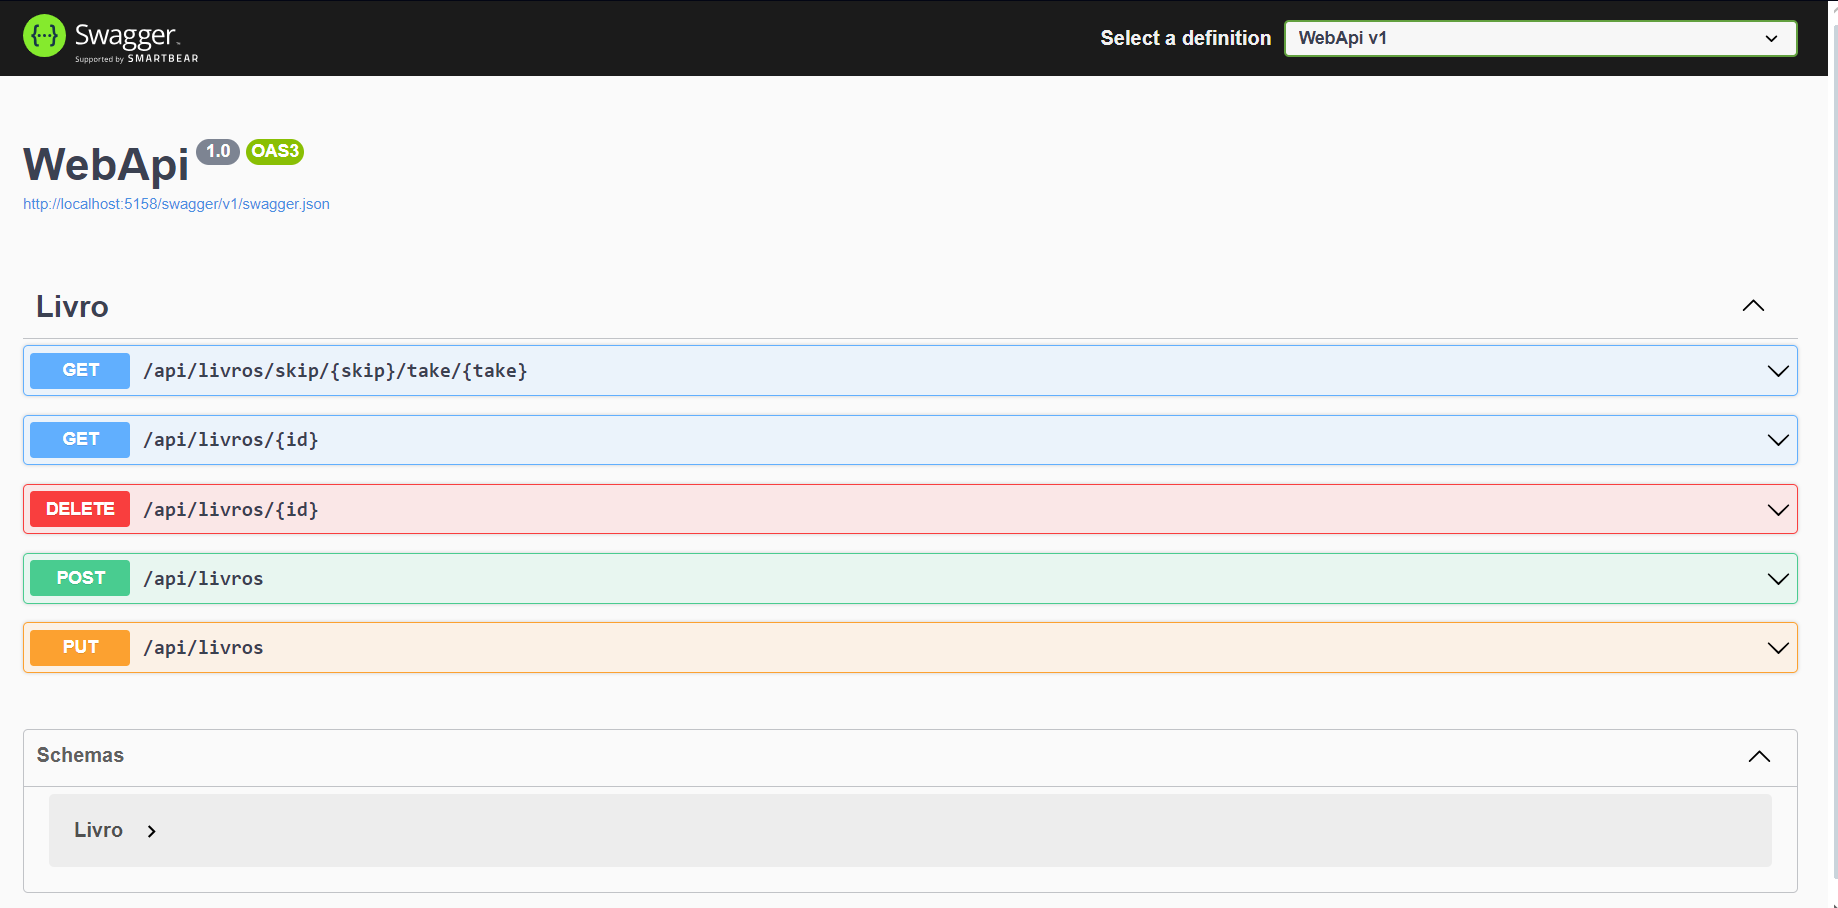 Swagger
Supported by SMARTBEAR
Select a definition
WebApi v1
WebApi 1.0 OAS3
http://localhost:5158/swagger/v1/swagger.json
Livro
GET /api/livros/skip/{skip}/take/{take}
GET /api/livros/{id}
DELETE /api/livros/{id}
POST /api/livros
PUT /api/livros
Schemas
Livro